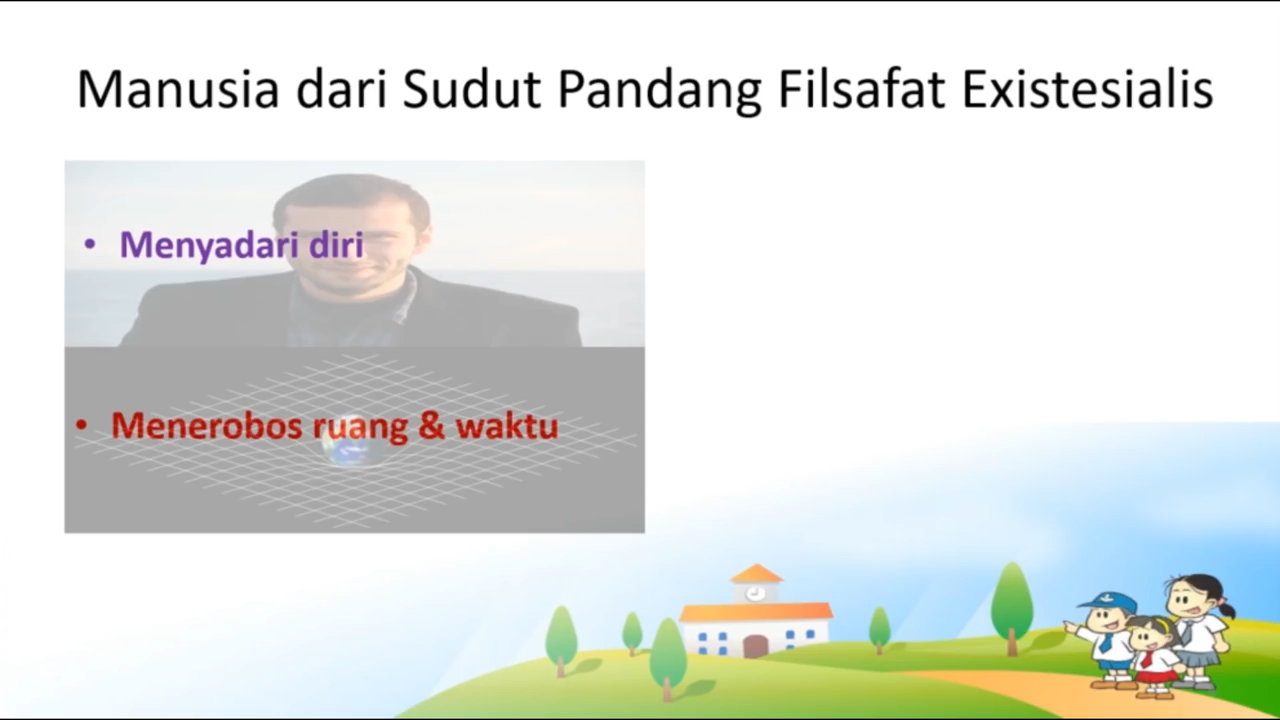 Manusia dari Sudut Pandang Filsafat Existesialis
• Menyadari diri
• Menerobos ruang & waktu